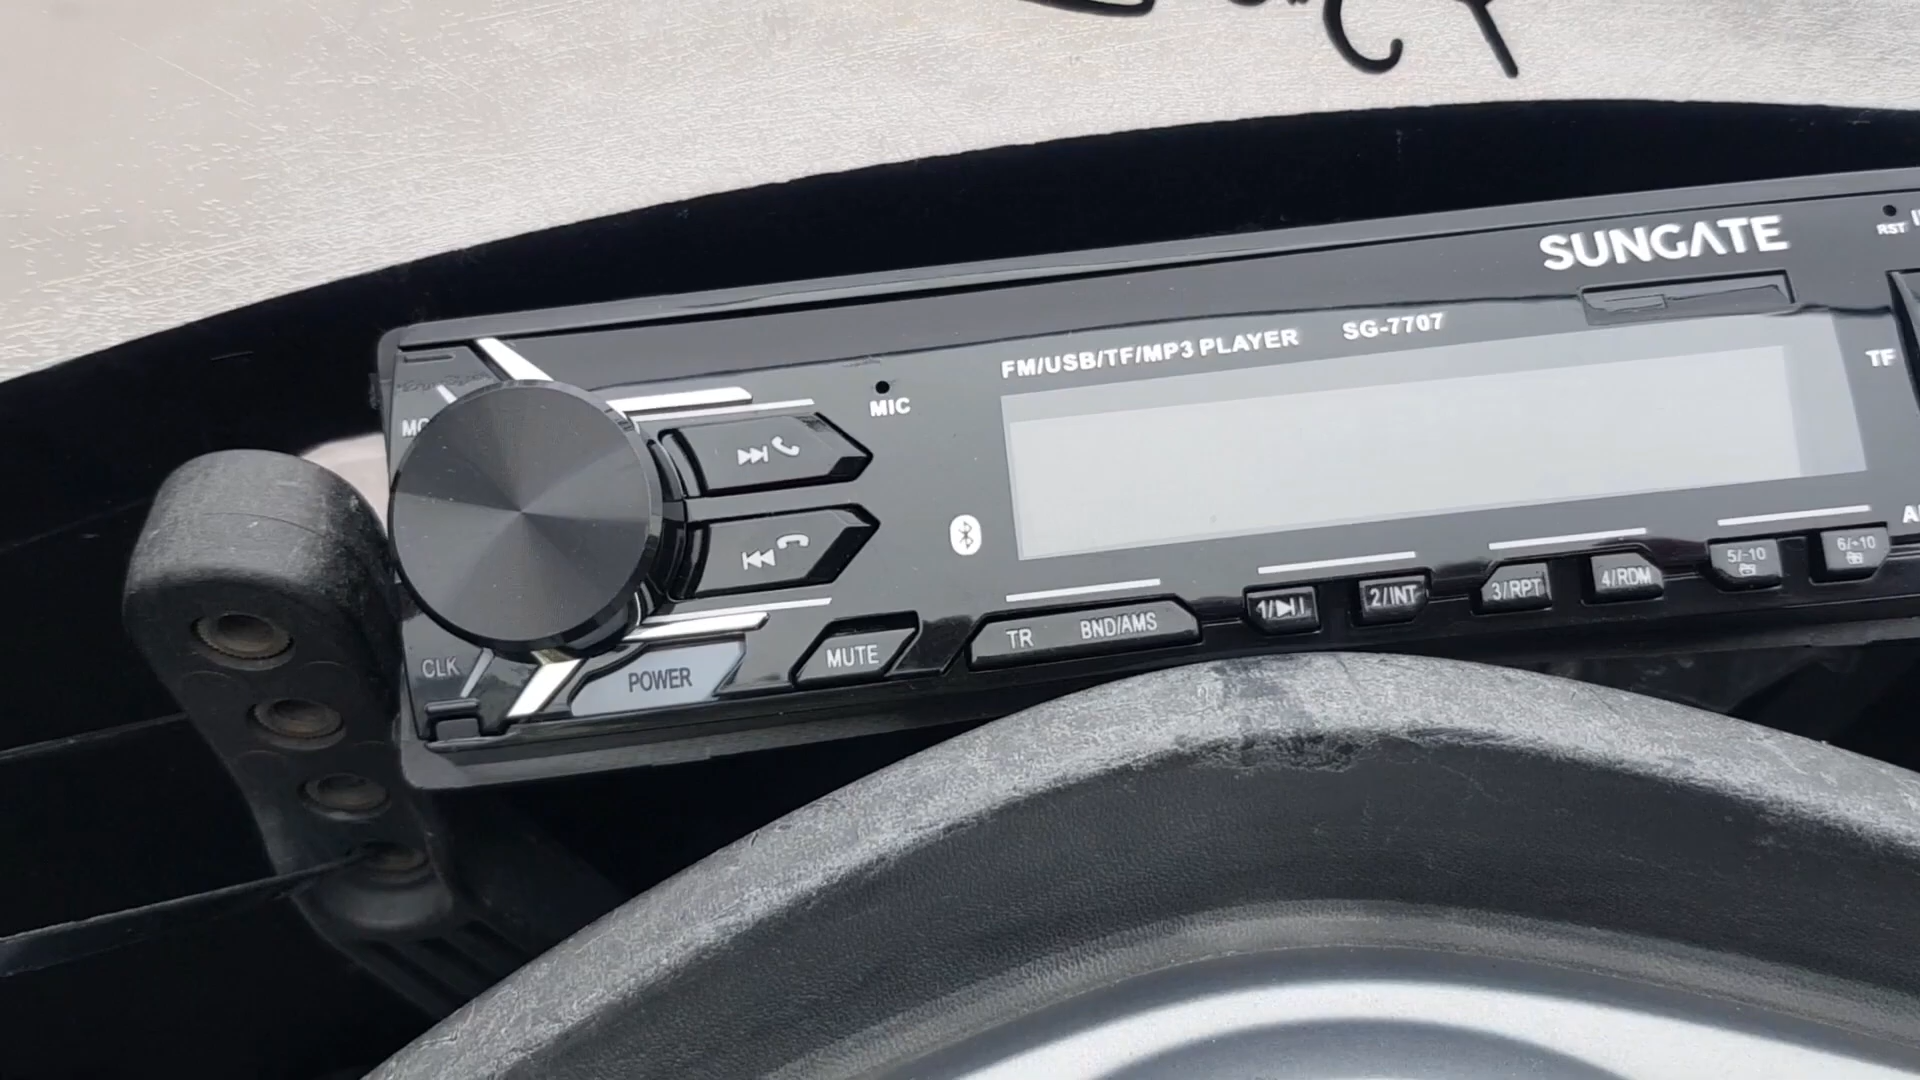 SUNGATE
RST
FM/USB/TF/MP3 PLAYER SG-7707
TF
MIC
CLK
POWER
MUTE
TR BND/AMS
1/
2/INT
3/RPT
4/RDM
5/-10
6/+10